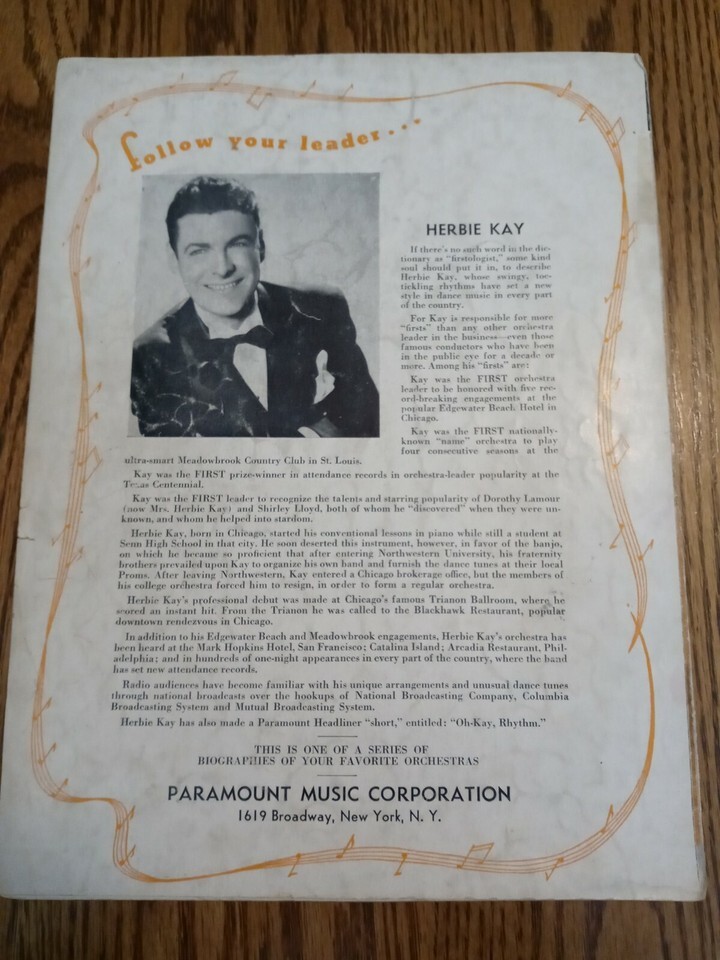 follow your leader...
HERBIE KAY
If there's no such word in the dic-
tionary as "firstologist," some kind
soul should put it in, to describe
Herbie Kay, whose swingy, toe-
tickling rhythms have set a new
style in dance music in every part
of the country.
For Kay is responsible for more
"firsts" than any other orchestra
leader in the business—even those
famous conductors who have been
in the public eye for a decade or
more. Among his "firsts" are:
Kay was the FIRST orchestra
leader to be honored with five rec-
ord-breaking engagements at the
popular Edgewater Beach Hotel in
Chicago.
Kay was the FIRST nationally-
known "name" orchestra to play
four consecutive seasons at the
ultra-smart Meadowbrook Country Club in St. Louis.
Kay was the FIRST prize-winner in attendance records in orchestra-leader popularity at the
Texas Centennial.
Kay was the FIRST leader to recognize the talents and starring popularity of Dorothy Lamour
(now Mrs. Herbie Kay) and Shirley Lloyd, both of whom he "discovered" when they were un-
known, and whom he helped into stardom.
Herbie Kay, born in Chicago, started his conventional lessons in piano while still a student at
Senn High School in that city. He soon deserted this instrument, however, in favor of the banjo,
on which he became so proficient that after entering Northwestern University, his fraternity
brothers prevailed upon Kay to organize his own band and furnish the dance tunes at their local
Proms. After leaving Northwestern, Kay entered a Chicago brokerage office, but the members of
his college orchestra forced him to resign, in order to form a regular orchestra.
Herbie Kay's professional debut was made at Chicago's famous Trianon Ballroom, where he
scored an instant hit. From the Trianon he was called to the Blackhawk Restaurant, popular
downtown rendezvous in Chicago.
In addition to his Edgewater Beach and Meadowbrook engagements, Herbie Kay's orchestra has
been heard at the Mark Hopkins Hotel, San Francisco; Catalina Island; Arcadia Restaurant, Phil-
adelphia; and in hundreds of one-night appearances in every part of the country, where the band
has set new attendance records.
Radio audiences have become familiar with his unique arrangements and unusual dance tunes
through national broadcasts over the hookups of National Broadcasting Company, Columbia
Broadcasting System and Mutual Broadcasting System.
Herbie Kay has also made a Paramount Headliner "short," entitled: "Oh-Kay, Rhythm."
THIS IS ONE OF A SERIES OF
BIOGRAPHIES OF YOUR FAVORITE ORCHESTRAS
PARAMOUNT MUSIC CORPORATION
1619 Broadway, New York, N. Y.